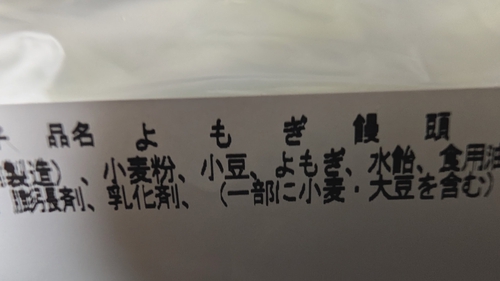 品名 よもぎ饅頭
製造)、小麦粉、小豆、よもぎ、水飴、食用油
膨張剤、乳化剤、(一部に小麦・大豆を含む)